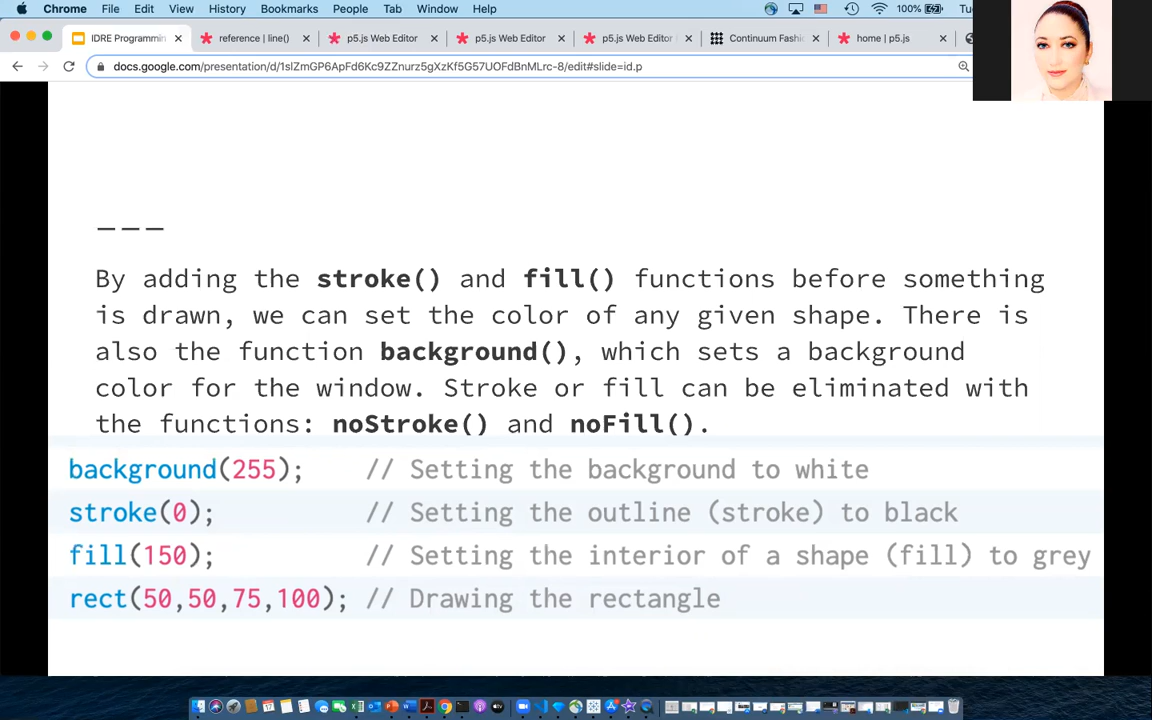 Chrome File Edit View History Bookmarks People Tab Window Help 100% Tu
IDRE Programmin reference | line() p5.js Web Editor p5.js Web Editor p5.js Web Editor Continuum Fashi home | p5.js
docs.google.com/presentation/d/1slZmGP6ApFd6Kc9ZZnurz5gXzKf5G57UOFdBnMLrc-8/edit#slide=id.p
———
By adding the stroke() and fill() functions before something
is drawn, we can set the color of any given shape. There is
also the function background(), which sets a background
color for the window. Stroke or fill can be eliminated with
the functions: noStroke() and noFill().
background(255); // Setting the background to white
stroke(0); // Setting the outline (stroke) to black
fill(150); // Setting the interior of a shape (fill) to grey
rect(50,50,75,100); // Drawing the rectangle